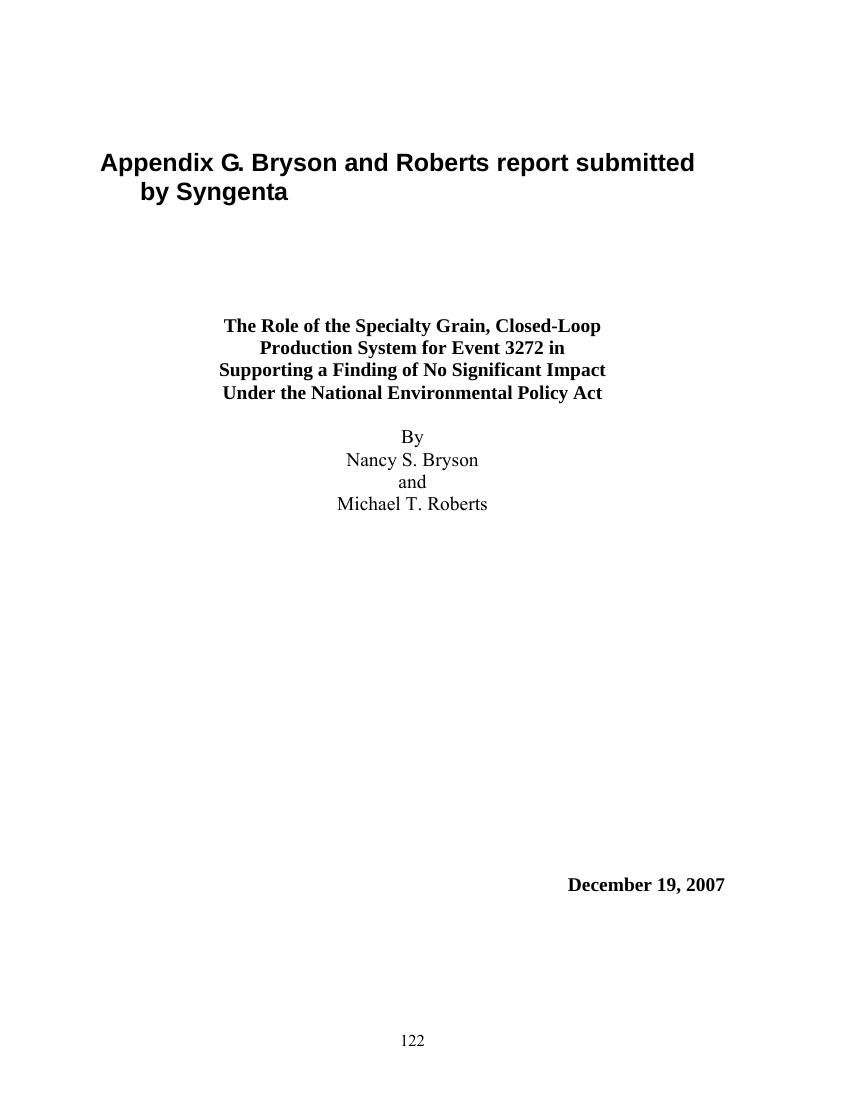 Appendix G. Bryson and Roberts report submitted
by Syngenta
The Role of the Specialty Grain, Closed-Loop
Production System for Event 3272 in
Supporting a Finding of No Significant Impact
Under the National Environmental Policy Act
By
Nancy S. Bryson
and
Michael T. Roberts
December 19, 2007
122